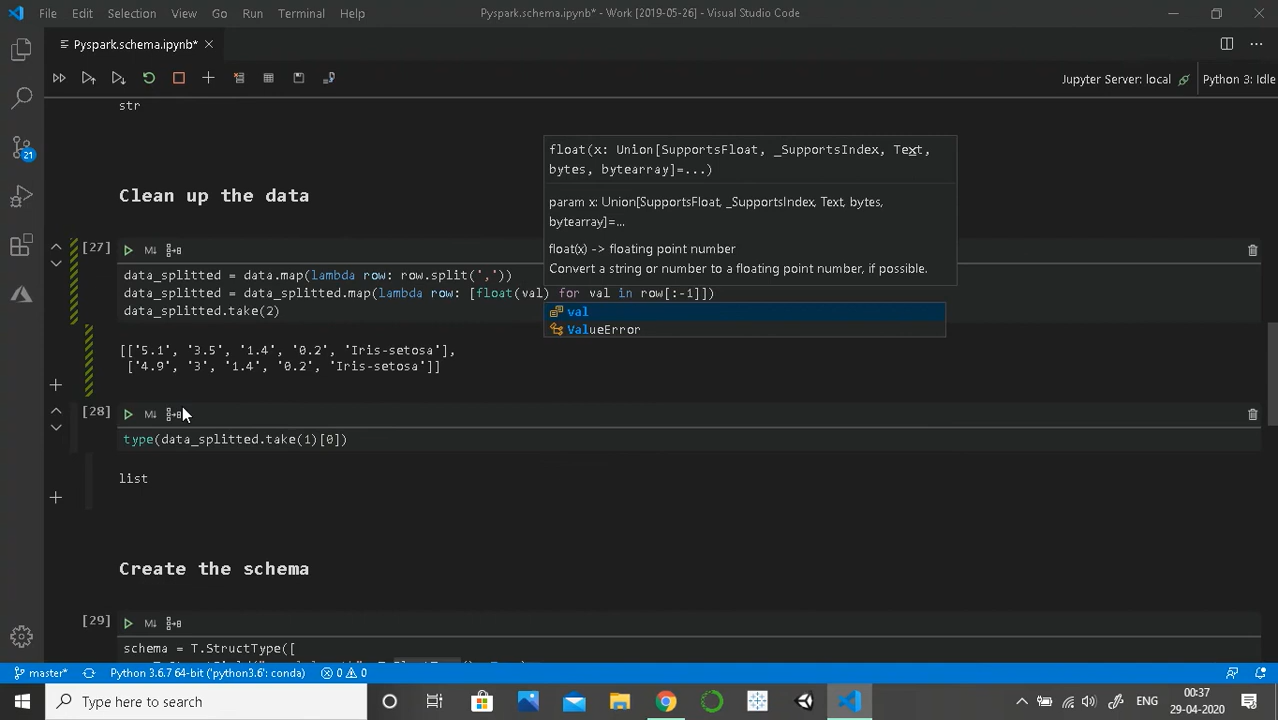 File Edit Selection View Go Run Terminal Help Pyspark.schema.ipynb* - Work [2019-05-26] - Visual Studio Code
Pyspark.schema.ipynb*
Jupyter Server: local Python 3: Idle
str
Clean up the data
float(x: Union[SupportsFloat, _SupportsIndex, Text,
bytes, bytearray]=...)
param x: Union[SupportsFloat, _SupportsIndex, Text, bytes,
bytearray]=...
float(x) -> floating point number
Convert a string or number to a floating point number, if possible.
[27] M↓
data_splitted = data.map(lambda row: row.split(','))
data_splitted = data_splitted.map(lambda row: [float(val) for val in row[:-1]])
data_splitted.take(2)
val
ValueError
[['5.1', '3.5', '1.4', '0.2', 'Iris-setosa'],
['4.9', '3', '1.4', '0.2', 'Iris-setosa']]
[28] M↓
type(data_splitted.take(1)[0])
list
Create the schema
[29] M↓
schema = T.StructType([
21
master* Python 3.6.7 64-bit ('python3.6': conda) 0 0
Type here to search
ENG
00:37
29-04-2020